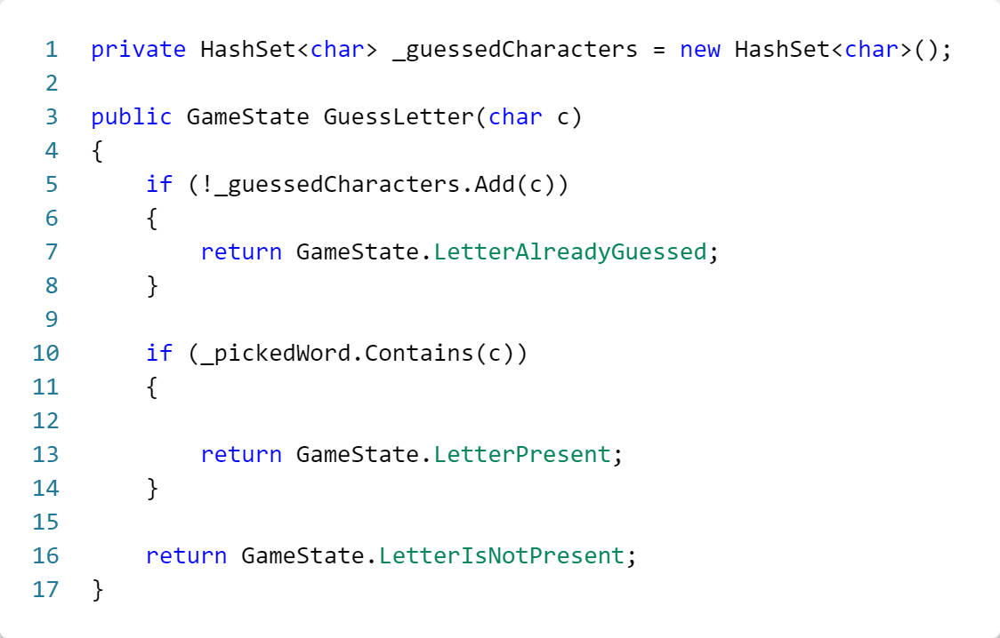 1 private HashSet<char> _guessedCharacters = new HashSet<char>();
2
3 public GameState GuessLetter(char c)
4 {
5     if (!_guessedCharacters.Add(c))
6     {
7         return GameState.LetterAlreadyGuessed;
8     }
9
10     if (_pickedWord.Contains(c))
11     {
12
13         return GameState.LetterPresent;
14     }
15
16     return GameState.LetterIsNotPresent;
17 }